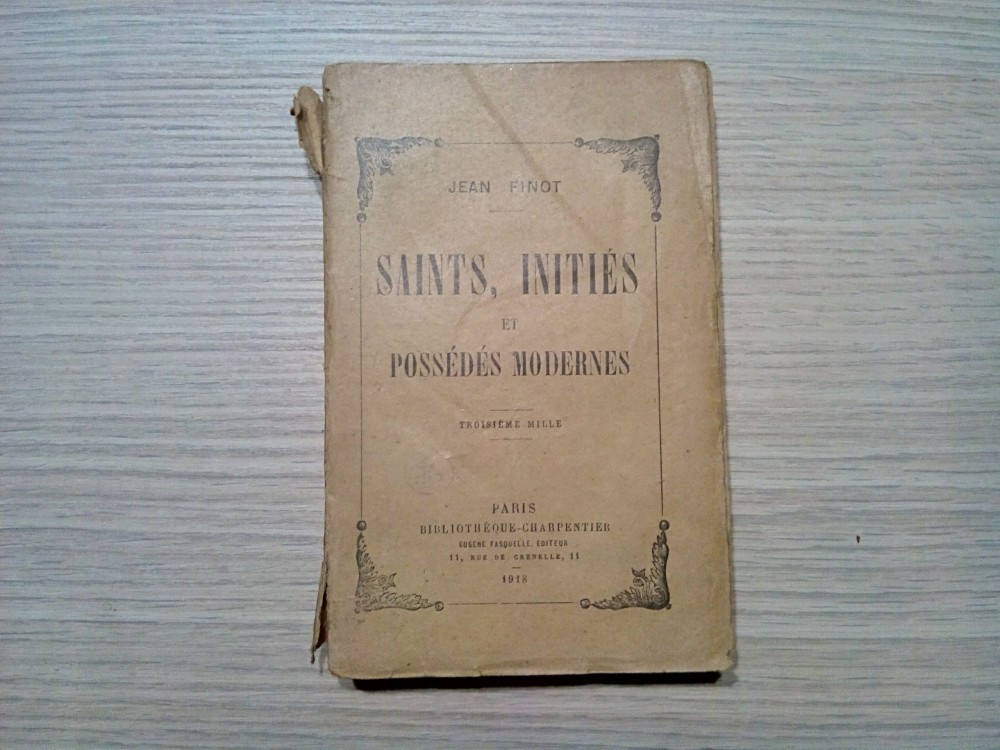 JEAN FINOT
SAINTS, INITIÉS
ET
POSSÉDÉS MODERNES
TROISIÈME MILLE
PARIS
BIBLIOTHÈQUE-CHARPENTIER
EUGÈNE FASQUELLE, ÉDITEUR
11, RUE DE GRENELLE, 11
1918